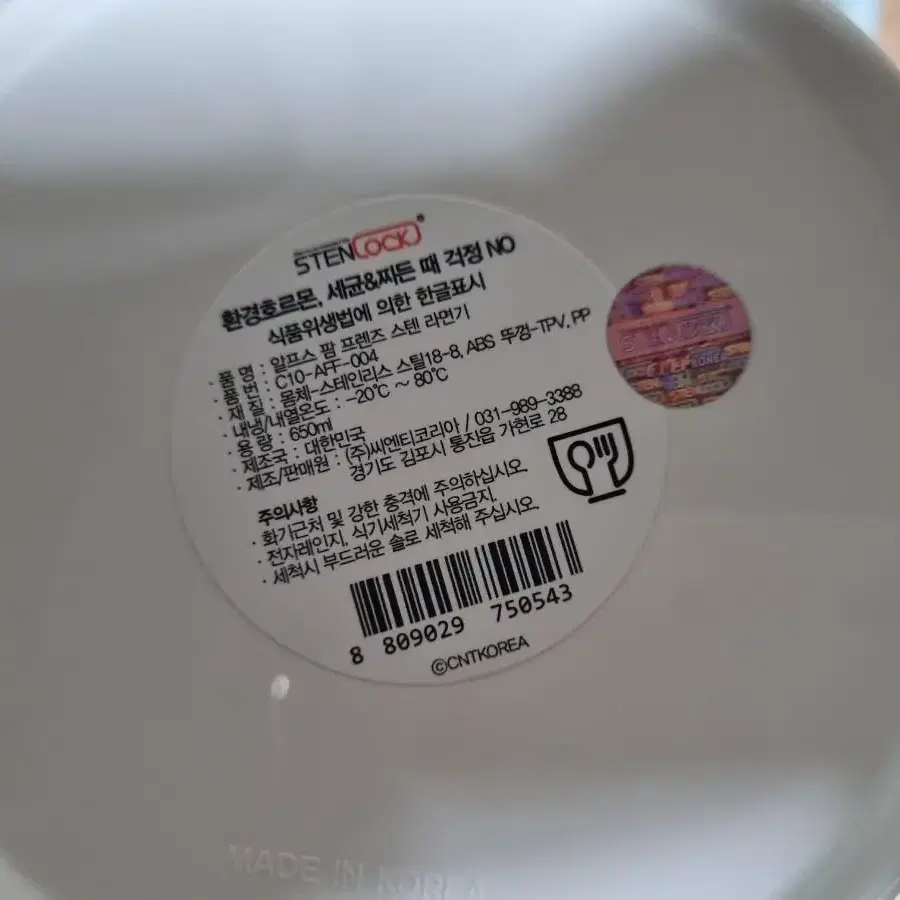 STENLOCK®
환경호르몬, 세균&찌든 때 걱정 NO
식품위생법에 의한 한글표시
· 품 명 : 알프스 팜 프렌즈 스텐 라면기
· 품 번 : C10-AFF-004
· 재 질 : 몸체-스테인리스 스틸18-8, ABS 뚜껑-TPV, PP
· 내냉/내열온도 : -20℃ ~ 80℃
· 용 량 : 650ml
· 제조국 : 대한민국
· 제조/판매원 : (주)씨엔티코리아 / 031-989-3388
경기도 김포시 통진읍 가현로 28
주의사항
· 화기근처 및 강한 충격에 주의하십시오.
· 전자레인지, 식기세척기 사용금지.
· 세척시 부드러운 솔로 세척해 주십시오.
8 809029 750543
©CNTKOREA
MADE IN KOREA